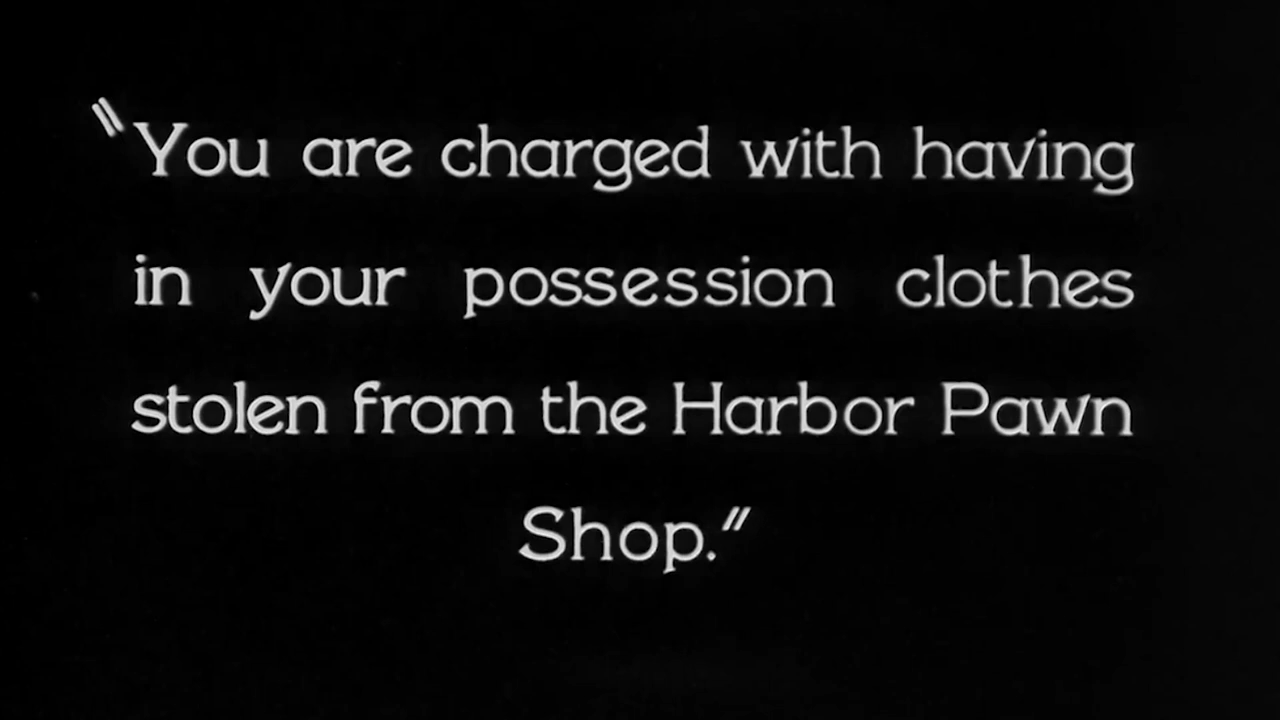 "You are charged with having
in your possession clothes
stolen from the Harbor Pawn
Shop."